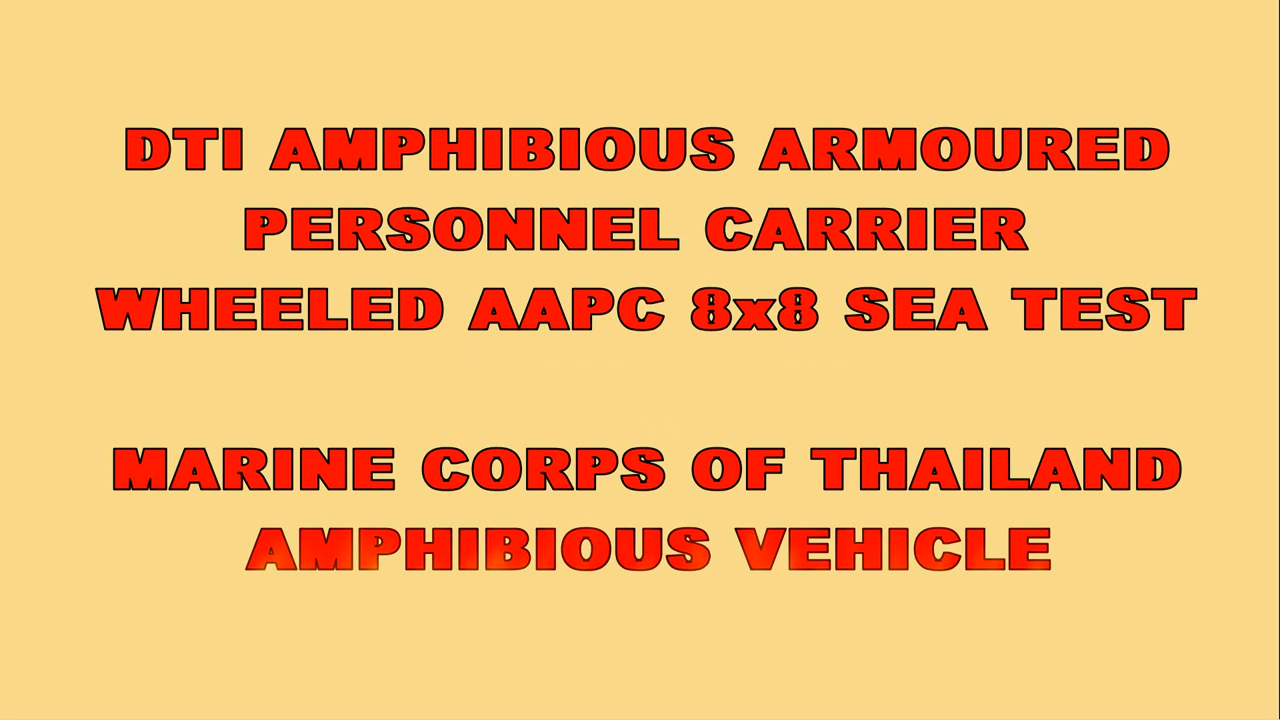 DTI AMPHIBIOUS ARMOURED
PERSONNEL CARRIER
WHEELED AAPC 8x8 SEA TEST
MARINE CORPS OF THAILAND
AMPHIBIOUS VEHICLE